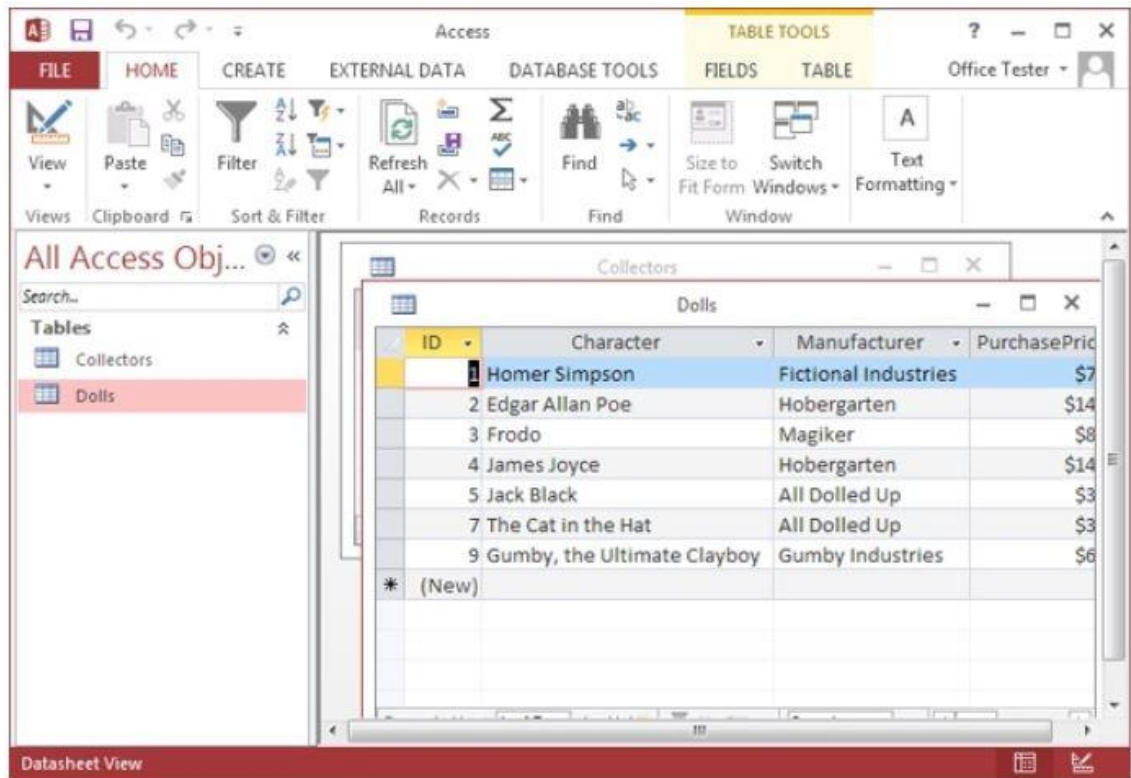 Access
TABLE TOOLS
?
FILE HOME CREATE EXTERNAL DATA DATABASE TOOLS FIELDS TABLE Office Tester
View
Paste
Filter
Refresh
All
ABC
Find
Size to
Fit Form
Switch
Windows
A
Text
Formatting
Views Clipboard Sort & Filter Records Find Window
All Access Obj... «
Search...
Tables
Collectors
Dolls
Collectors
Dolls
ID Character Manufacturer PurchasePric
1 Homer Simpson Fictional Industries $7
2 Edgar Allan Poe Hobergarten $14
3 Frodo Magiker $8
4 James Joyce Hobergarten $14
5 Jack Black All Dolled Up $3
7 The Cat in the Hat All Dolled Up $3
9 Gumby, the Ultimate Clayboy Gumby Industries $6
(New)
Datasheet View